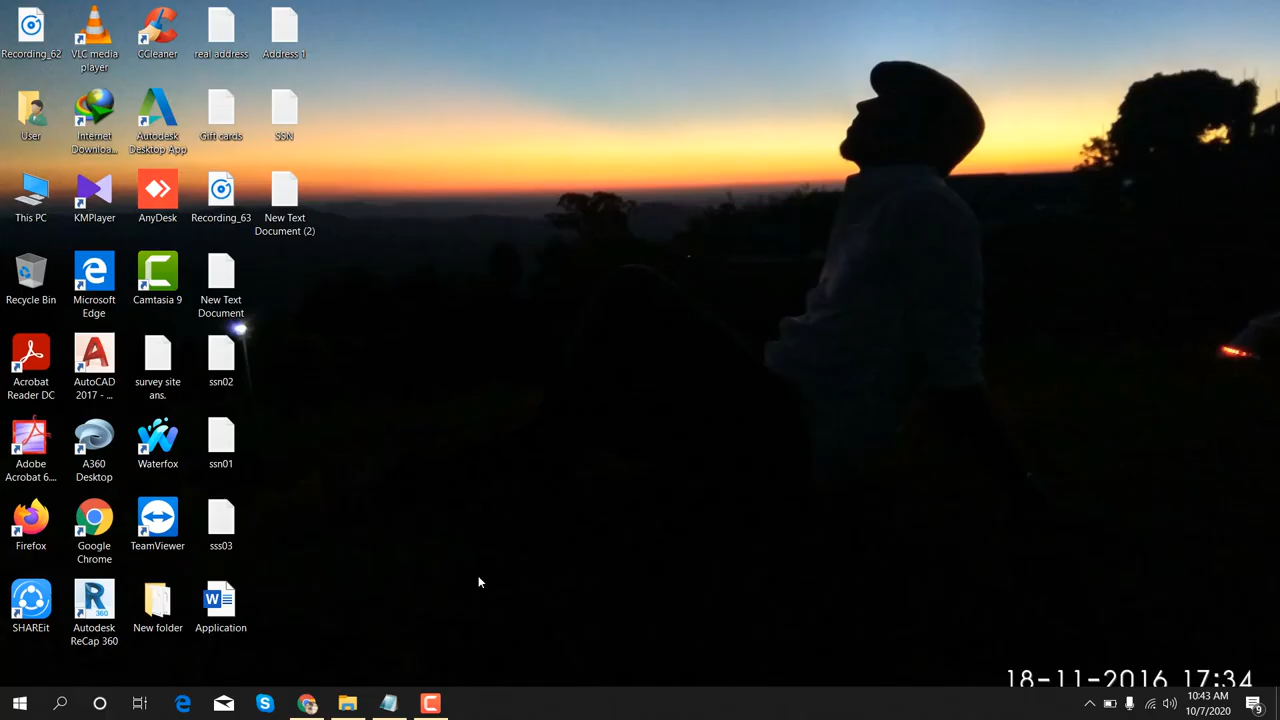 Recording_62
VLC media
player
CCleaner
real address
Address 1
User
Internet
Downloa...
Autodesk
Desktop App
Gift cards
SSN
This PC
KMPlayer
AnyDesk
Recording_63
New Text
Document (2)
Recycle Bin
Microsoft
Edge
Camtasia 9
New Text
Document
Acrobat
Reader DC
AutoCAD
2017 - ...
survey site
ans.
ssn02
Adobe
Acrobat 6....
A360
Desktop
Waterfox
ssn01
Firefox
Google
Chrome
TeamViewer
sss03
SHAREit
Autodesk
ReCap 360
New folder
Application
18-11-2016 17:34
10:43 AM
10/7/2020